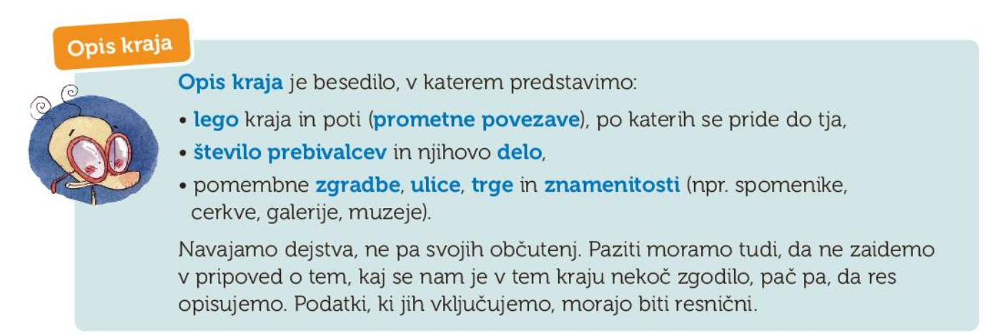 Opis kraja
Opis kraja je besedilo, v katerem predstavimo:
• lego kraja in poti (prometne povezave), po katerih se pride do tja,
• število prebivalcev in njihovo delo,
• pomembne zgradbe, ulice, trge in znamenitosti (npr. spomenike,
cerkve, galerije, muzeje).
Navajamo dejstva, ne pa svojih občutenj. Paziti moramo tudi, da ne zaidemo
v pripoved o tem, kaj se nam je v tem kraju nekoč zgodilo, pač pa, da res
opisujemo. Podatki, ki jih vključujemo, morajo biti resnični.